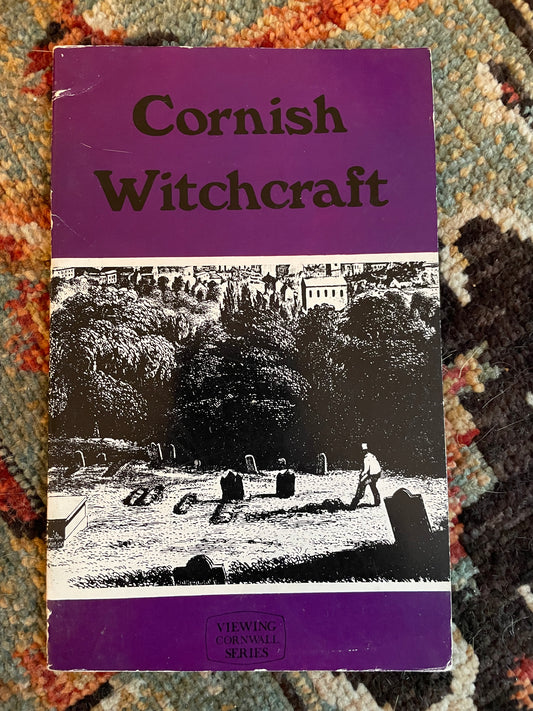 Cornish
Witchcraft
VIEWING
CORNWALL
SERIES